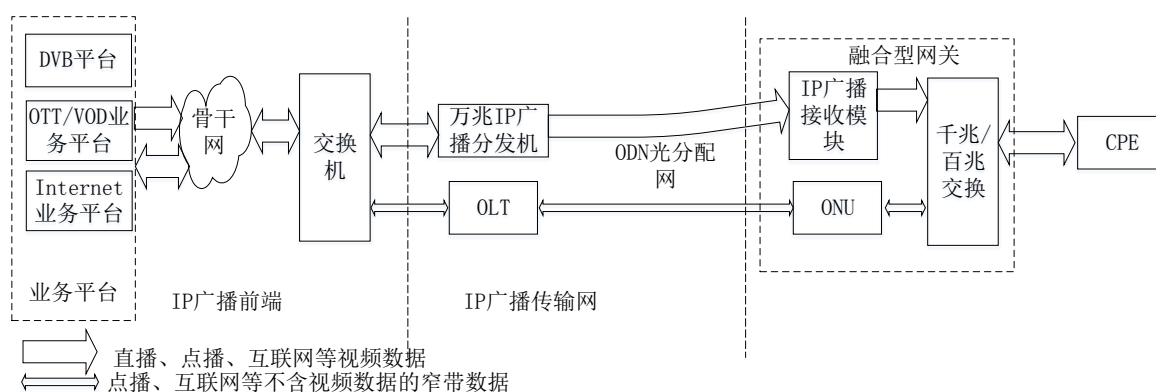 DVB平台
OTT/VOD业
务平台
Internet
业务平台
业务平台
骨干
网
IP广播前端
交换
机
万兆IP广
播分发机
OLT
ODN光分配
网
IP广播传输网
融合型网关
IP广播
接收模
块
ONU
千兆/
百兆
交换
CPE
直播、点播、互联网等视频数据
点播、互联网等不含视频数据的窄带数据